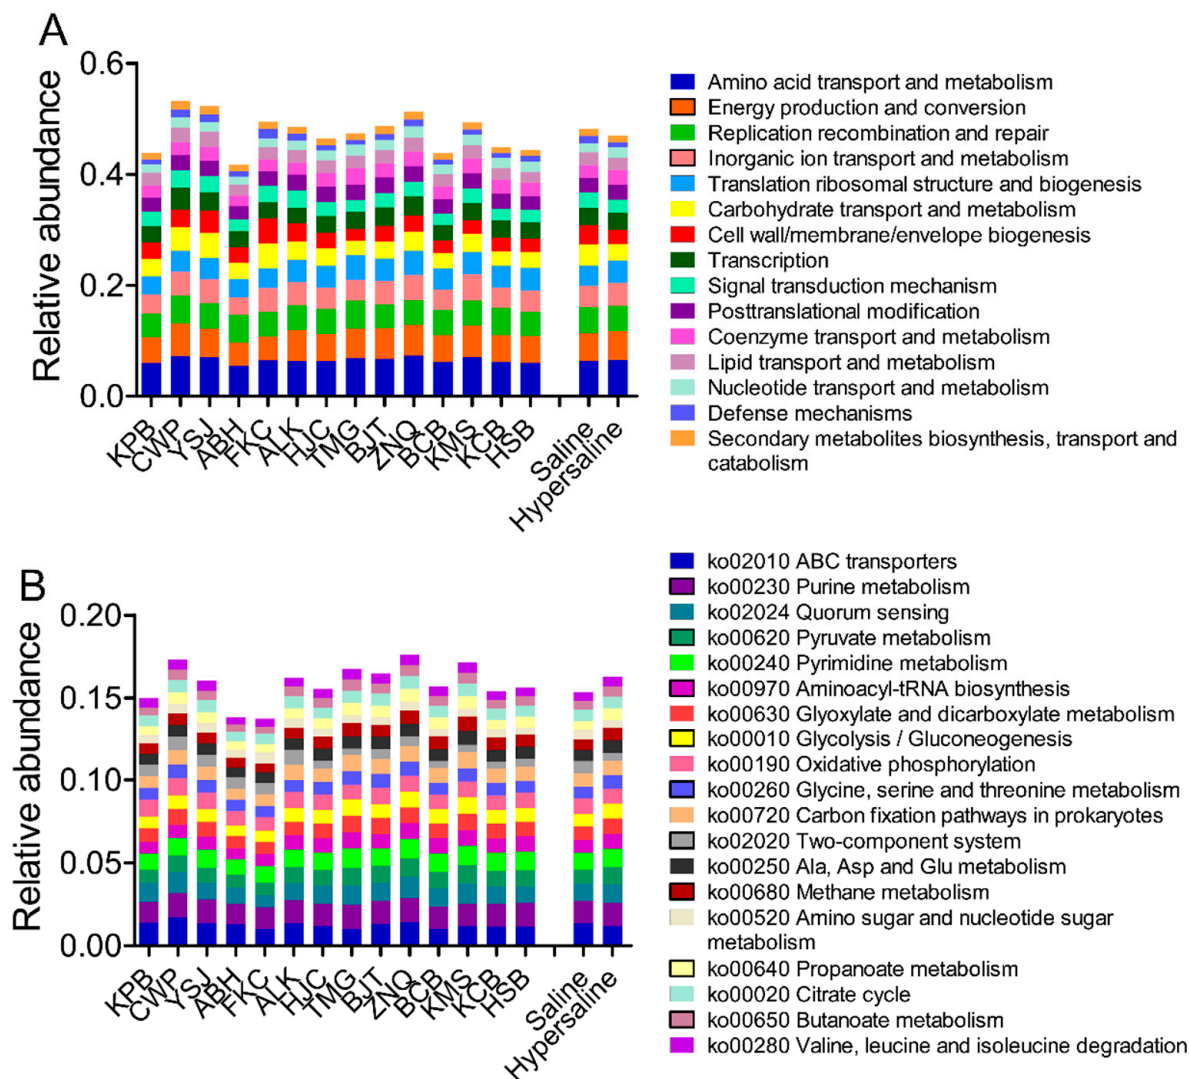 A
Relative abundance
0.6
0.4
0.2
0.0
KPB
CWP
YSJ
ABH
FKC
ALK
HJC
TMG
BJT
ZNQ
BCB
KMS
KCB
HSB
Saline
Hypersaline
Amino acid transport and metabolism
Energy production and conversion
Replication recombination and repair
Inorganic ion transport and metabolism
Translation ribosomal structure and biogenesis
Carbohydrate transport and metabolism
Cell wall/membrane/envelope biogenesis
Transcription
Signal transduction mechanism
Posttranslational modification
Coenzyme transport and metabolism
Lipid transport and metabolism
Nucleotide transport and metabolism
Defense mechanisms
Secondary metabolites biosynthesis, transport and
catabolism
B
Relative abundance
0.20
0.15
0.10
0.05
0.00
KPB
CWP
YSJ
ABH
FKC
ALK
HJC
TMG
BJT
ZNQ
BCB
KMS
KCB
HSB
Saline
Hypersaline
ko02010 ABC transporters
ko00230 Purine metabolism
ko02024 Quorum sensing
ko00620 Pyruvate metabolism
ko00240 Pyrimidine metabolism
ko00970 Aminoacyl-tRNA biosynthesis
ko00630 Glyoxylate and dicarboxylate metabolism
ko00010 Glycolysis / Gluconeogenesis
ko00190 Oxidative phosphorylation
ko00260 Glycine, serine and threonine metabolism
ko00720 Carbon fixation pathways in prokaryotes
ko02020 Two-component system
ko00250 Ala, Asp and Glu metabolism
ko00680 Methane metabolism
ko00520 Amino sugar and nucleotide sugar
metabolism
ko00640 Propanoate metabolism
ko00020 Citrate cycle
ko00650 Butanoate metabolism
ko00280 Valine, leucine and isoleucine degradation